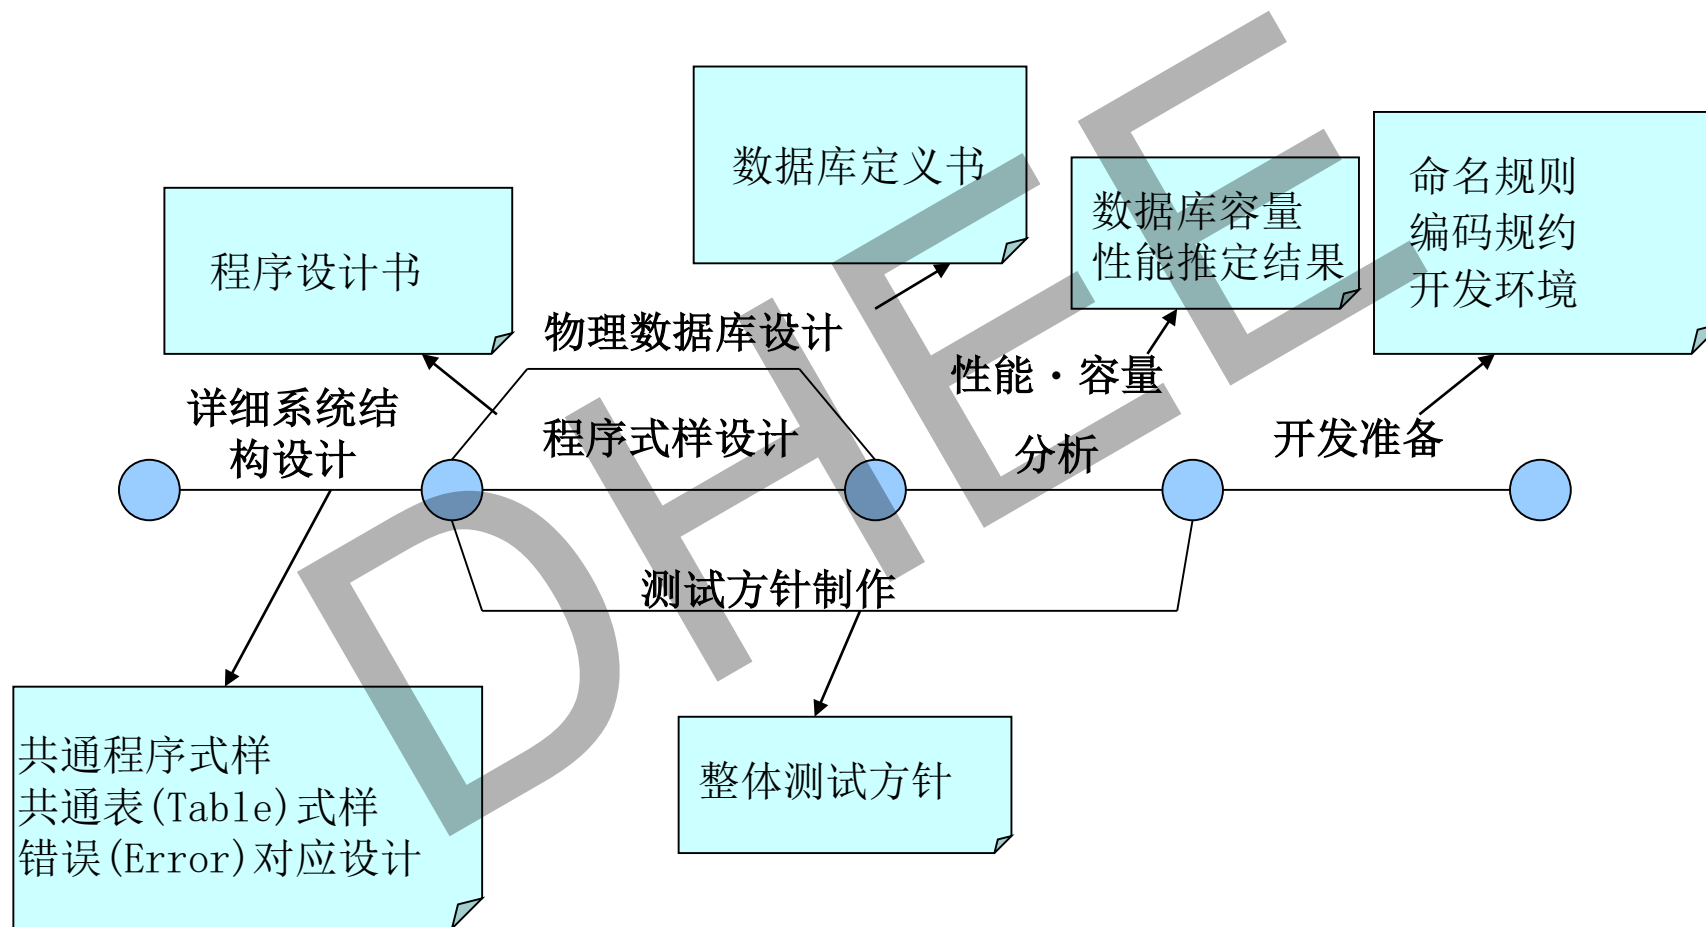 数据库定义书
命名规则
编码规约
开发环境
数据库容量
性能推定结果
程序设计书
物理数据库设计
性能·容量
分析
详细系统结
构设计
程序式样设计
开发准备
测试方针制作
共通程序式样
共通表(Table)式样
错误(Error)对应设计
整体测试方针
DHEE